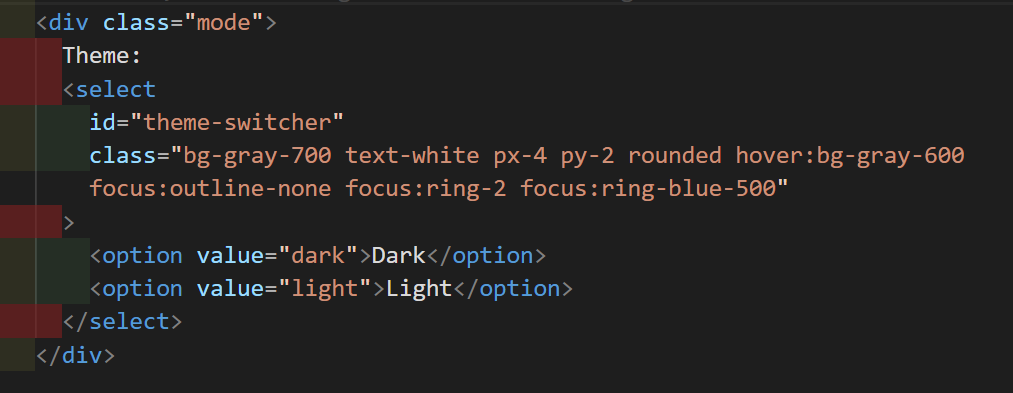 <div class="mode">
Theme:
<select
id="theme-switcher"
class="bg-gray-700 text-white px-4 py-2 rounded hover:bg-gray-600
focus:outline-none focus:ring-2 focus:ring-blue-500"
>
<option value="dark">Dark</option>
<option value="light">Light</option>
</select>
</div>